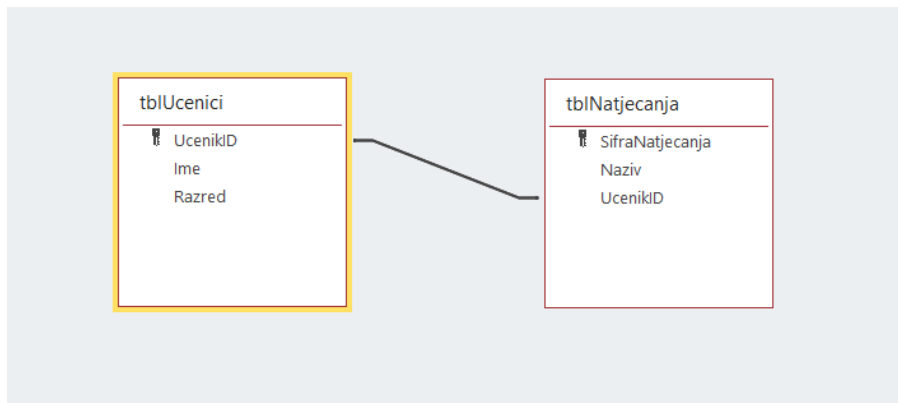 tblUcenici
UcenikID
Ime
Razred
tblNatjecanja
SifraNatjecanja
Naziv
UcenikID